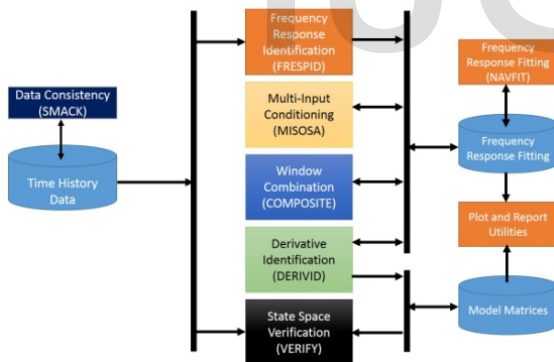 Frequency
Response
Identification
(FRESPID)
Frequency
Response Fitting
(NAVFIT)
Data Consistency
(SMACK)
Multi-Input
Conditioning
(MISOSA)
Frequency
Response Fitting
Time History
Data
Window
Combination
(COMPOSITE)
Plot and Report
Utilities
Derivative
Identification
(DERIVID)
State Space
Verification
(VERIFY)
Model Matrices